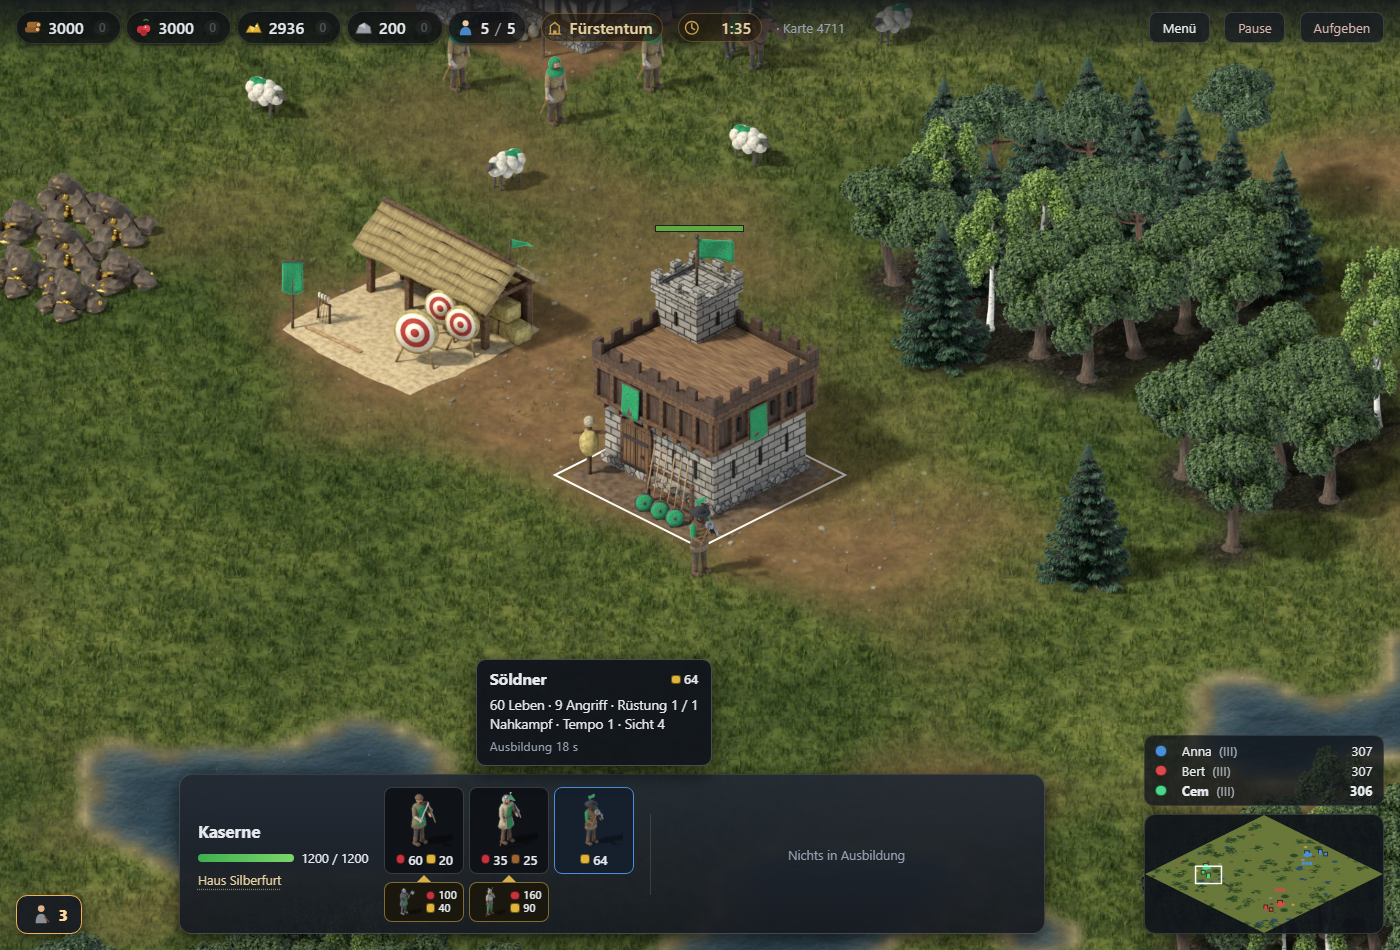 3000 0
3000 0
2936 0
200 0
5 / 5
Fürstentum
1:35
· Karte 4711
Menü
Pause
Aufgeben
Söldner
64
60 Leben · 9 Angriff · Rüstung 1 / 1
Nahkampf · Tempo 1 · Sicht 4
Ausbildung 18 s
Kaserne
1200 / 1200
Haus Silberfurt
60 20
35 25
64
100
40
160
90
Nichts in Ausbildung
Anna (III) 307
Bert (III) 307
Cem (III) 306
3